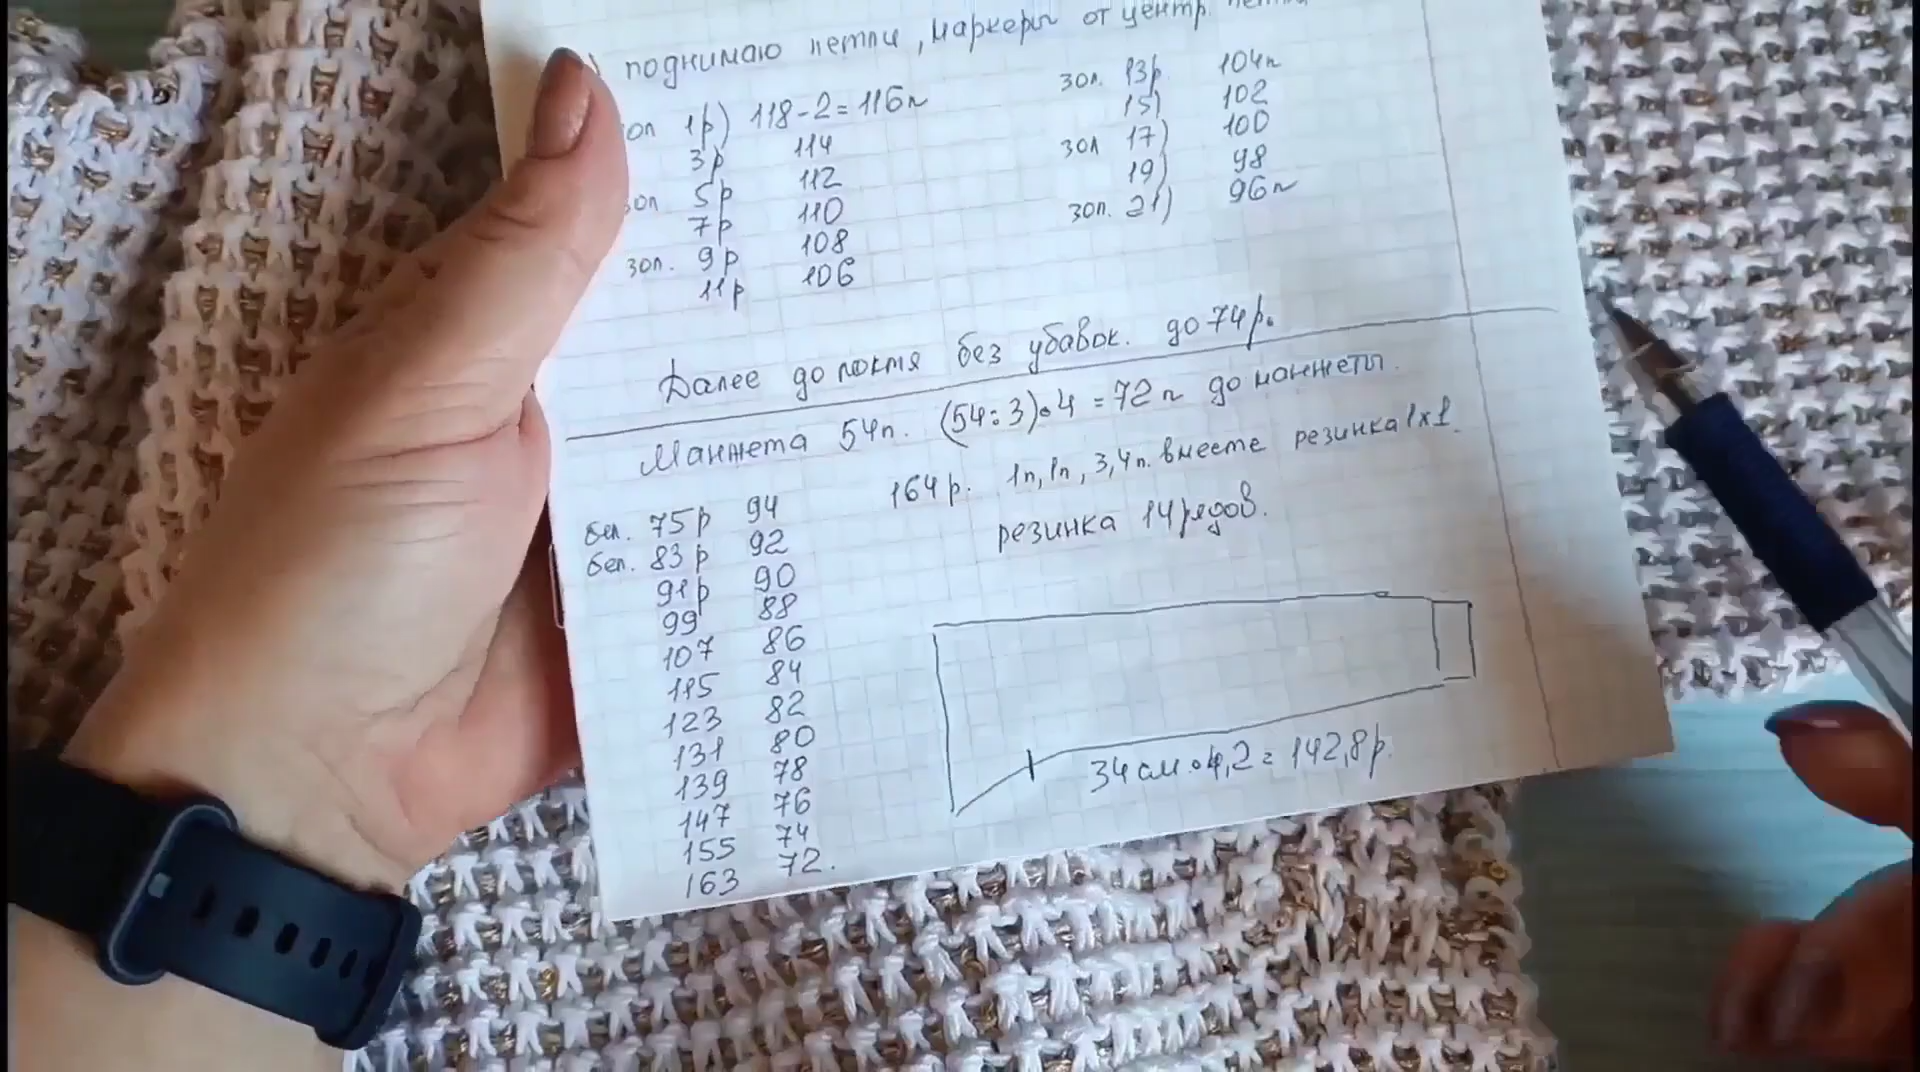 поднимаю петли, маркеры от центр.
зол 1р) 118-2=116п
3р 114
зол 5р 112
7р 110
зол. 9р 108
11р 106
зол. 13р 104п
15) 102
зол 17) 100
19) 98
зол. 21) 96п
Далее до локтя без убавок. до 74р.
Манжета 54п. (54:3)•4=72п до манжеты.
164р. 1п, 1п, 3,4п. вместе резинка 1х1.
резинка 14 рядов.
бел. 75р 94
бел. 83р 92
91р 90
99 88
107 86
115 84
123 82
131 80
139 78
147 76
155 74
163 72.
34см•4,2=142,8р.